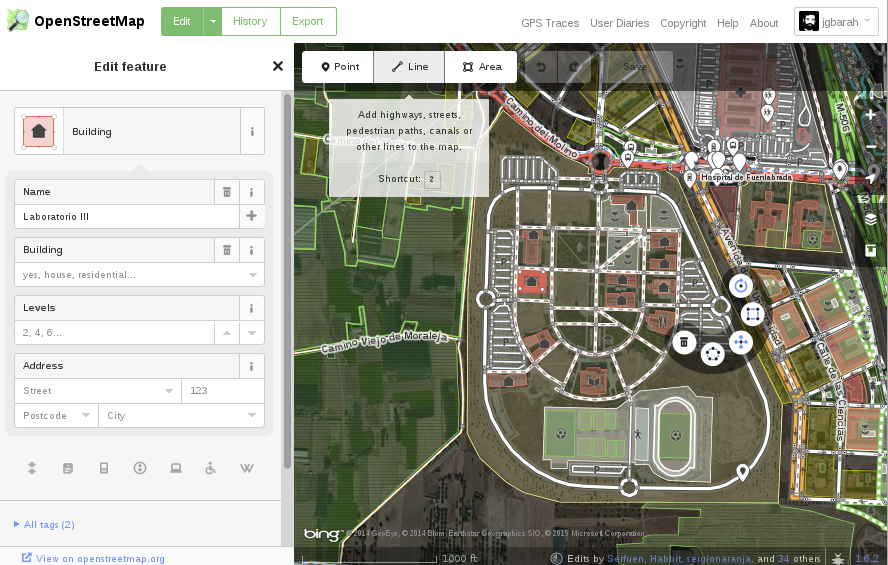 OpenStreetMap
Edit
History
Export
GPS Traces
User Diaries
Copyright
Help
About
jgbarah
Edit feature
Point
Line
Area
Save
Building
Add highways, streets,
pedestrian paths, canals or
other lines to the map.
Shortcut: 2
Name
Laboratorio III
Building
yes, house, residential...
Levels
2, 4, 6...
Address
Street
123
Postcode
City
All tags (2)
View on openstreetmap.org
Camino del Molino
M-506
Hospital de Fuenlabrada
Camino Viejo de Moraleja
Calle de las Ciencias
P
P
P
P
P
P
bing
© 2014 GeoEye, © 2014 Blom, Earthstar Geographics SIO, © 2015 Microsoft Corporation
1000 ft
Edits by Serfuen, Habbit, sergionaranja, and 34 others
1.6.2